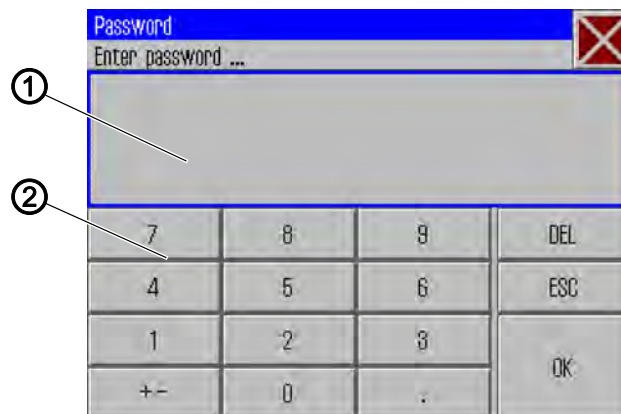 Password
Enter password ...
1
2
7 8 9 DEL
4 5 6 ESC
1 2 3
OK
+- 0 .